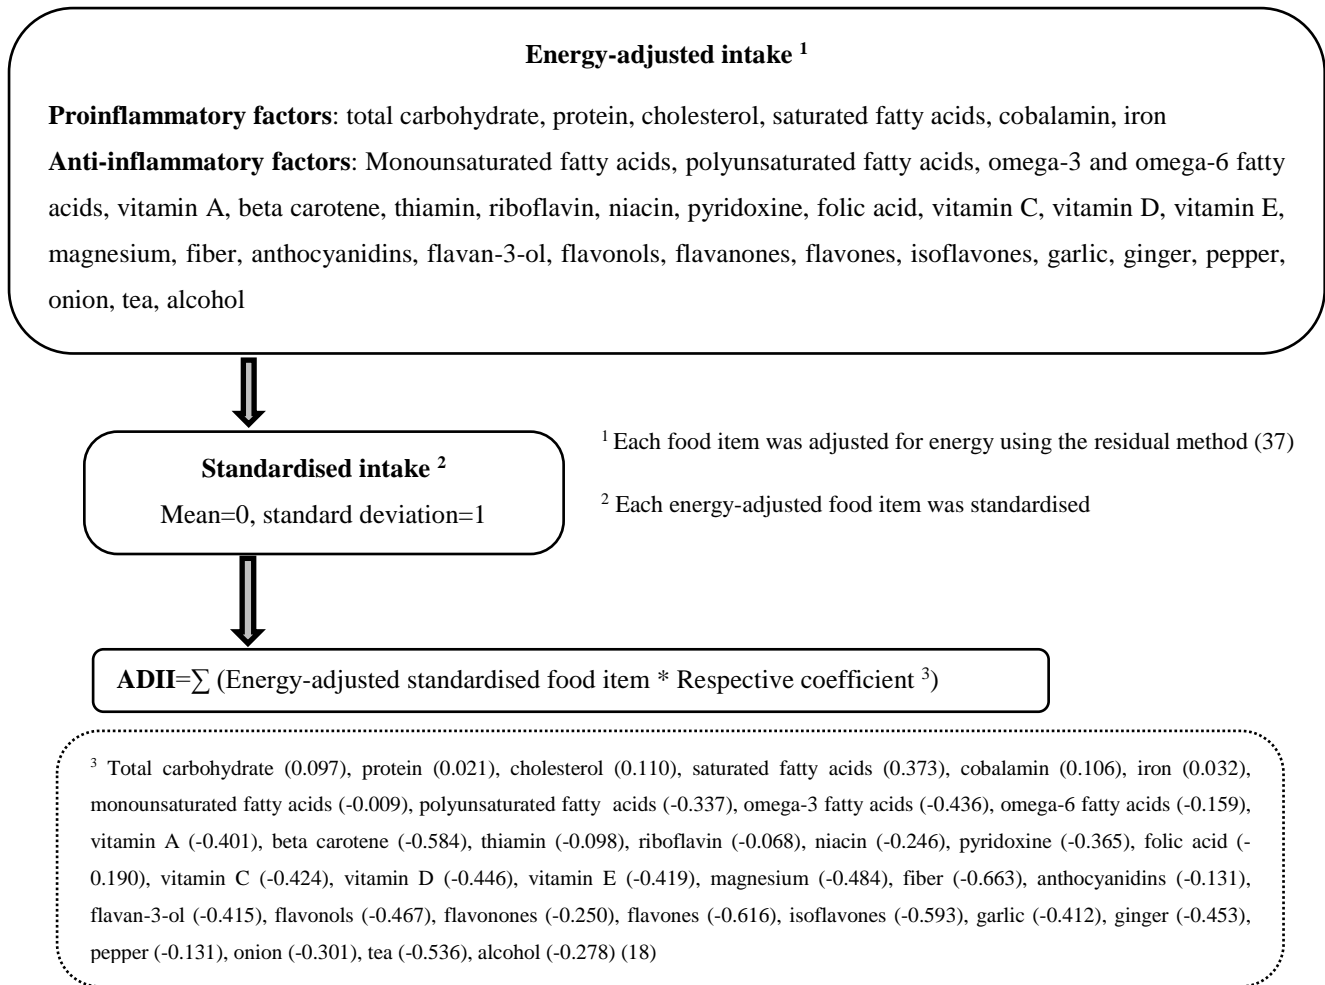 Energy-adjusted intake ¹
Proinflammatory factors: total carbohydrate, protein, cholesterol, saturated fatty acids, cobalamin, iron
Anti-inflammatory factors: Monounsaturated fatty acids, polyunsaturated fatty acids, omega-3 and omega-6 fatty
acids, vitamin A, beta carotene, thiamin, riboflavin, niacin, pyridoxine, folic acid, vitamin C, vitamin D, vitamin E,
magnesium, fiber, anthocyanidins, flavan-3-ol, flavonols, flavanones, flavones, isoflavones, garlic, ginger, pepper,
onion, tea, alcohol
Standardised intake ²
Mean=0, standard deviation=1
¹ Each food item was adjusted for energy using the residual method (37)
² Each energy-adjusted food item was standardised
ADII=∑ (Energy-adjusted standardised food item * Respective coefficient ³)
³ Total carbohydrate (0.097), protein (0.021), cholesterol (0.110), saturated fatty acids (0.373), cobalamin (0.106), iron (0.032),
monounsaturated fatty acids (-0.009), polyunsaturated fatty acids (-0.337), omega-3 fatty acids (-0.436), omega-6 fatty acids (-0.159),
vitamin A (-0.401), beta carotene (-0.584), thiamin (-0.098), riboflavin (-0.068), niacin (-0.246), pyridoxine (-0.365), folic acid (-
0.190), vitamin C (-0.424), vitamin D (-0.446), vitamin E (-0.419), magnesium (-0.484), fiber (-0.663), anthocyanidins (-0.131),
flavan-3-ol (-0.415), flavonols (-0.467), flavonones (-0.250), flavones (-0.616), isoflavones (-0.593), garlic (-0.412), ginger (-0.453),
pepper (-0.131), onion (-0.301), tea (-0.536), alcohol (-0.278) (18)